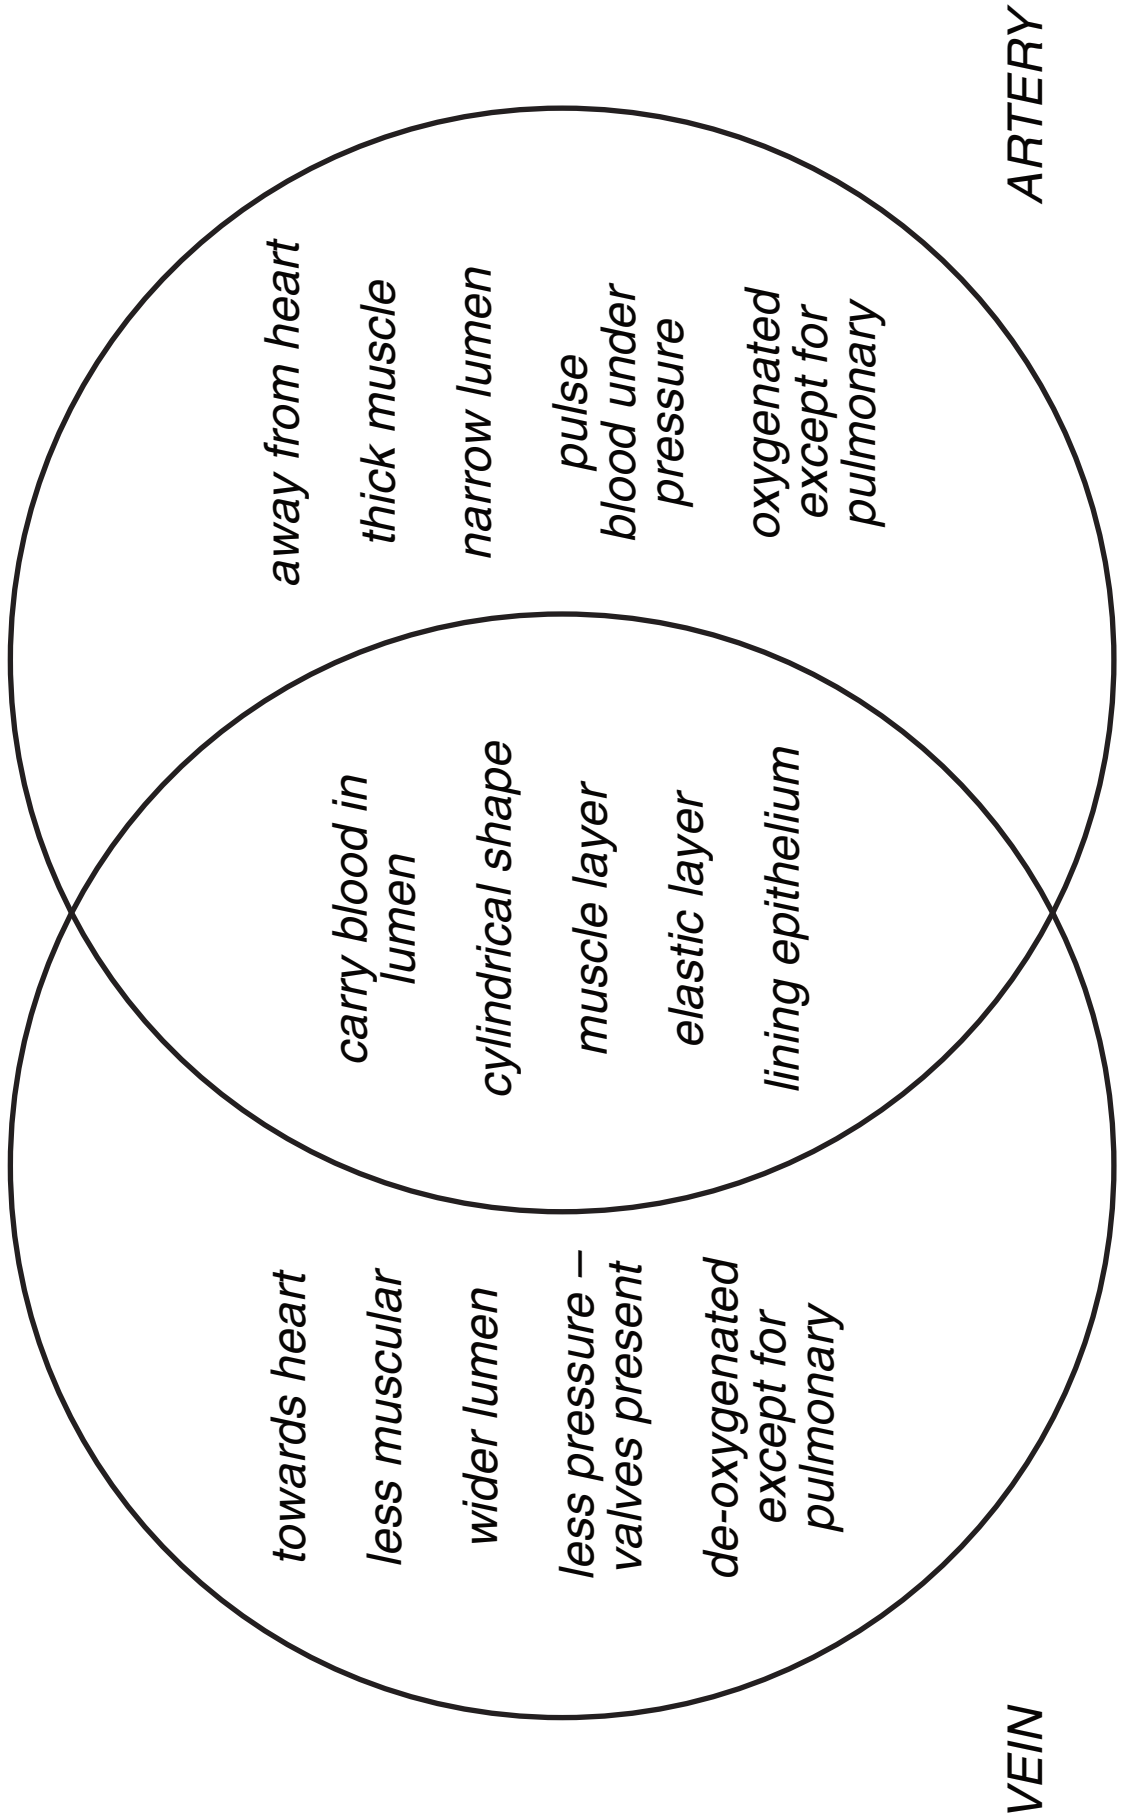 towards heart
less muscular
wider lumen
less pressure –
valves present
de-oxygenated
except for
pulmonary
carry blood in
lumen
cylindrical shape
muscle layer
elastic layer
lining epithelium
away from heart
thick muscle
narrow lumen
pulse
blood under
pressure
oxygenated
except for
pulmonary
VEIN
ARTERY